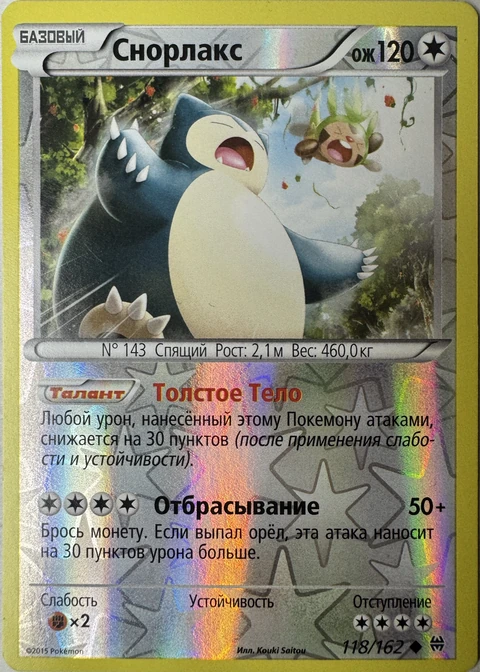 БАЗОВЫЙ
Снорлакс
ОЖ120
N° 143 Спящий Рост: 2,1 м Вес: 460,0 кг
Талант Толстое Тело
Любой урон, нанесённый этому Покемону атаками,
снижается на 30 пунктов (после применения слабо-
сти и устойчивости).
Отбрасывание 50+
Брось монету. Если выпал орёл, эта атака наносит
на 30 пунктов урона больше.
Слабость Устойчивость Отступление
×2
©2015 Pokémon Илл. Kouki Saitou 118/162